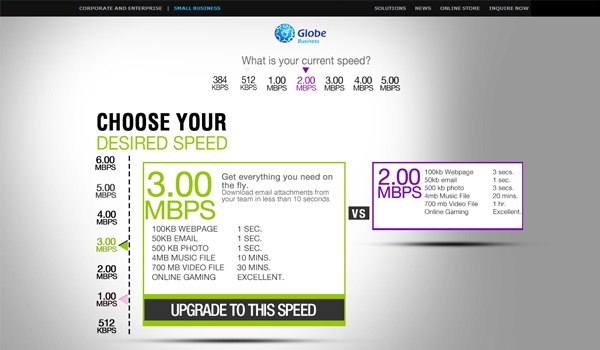 CORPORATE AND ENTERPRISE | SMALL BUSINESS
SOLUTIONS NEWS ONLINE STORE INQUIRE NOW
Globe
Business
What is your current speed?
384 KBPS
512 KBPS
1.00 MBPS
2.00 MBPS
3.00 MBPS
4.00 MBPS
5.00 MBPS
CHOOSE YOUR
DESIRED SPEED
6.00 MBPS
5.00 MBPS
4.00 MBPS
3.00 MBPS
2.00 MBPS
1.00 MBPS
512 KBPS
3.00
MBPS
Get everything you need on
the fly.
Download email attachments from
your team in less than 10 seconds.
100KB WEBPAGE 1 SEC.
50KB EMAIL 1 SEC.
500 KB PHOTO 1 SEC.
4MB MUSIC FILE 10 MINS.
700 MB VIDEO FILE 30 MINS.
ONLINE GAMING EXCELLENT.
UPGRADE TO THIS SPEED
VS
2.00
MBPS
100kb Webpage 3 secs.
50kb email 1 sec.
500 kb photo 3 secs.
4mb Music File 20 mins.
700 mb Video File 1 hr.
Online Gaming Excellent.